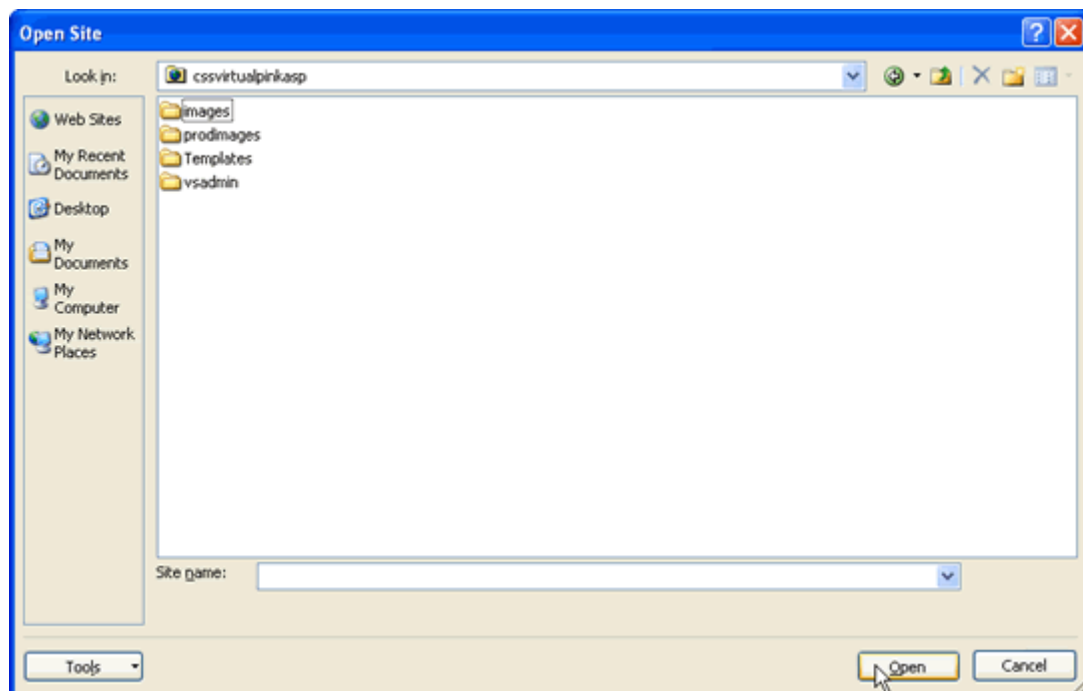 Open Site
Look in:
cssvirtualpinkasp
Web Sites
My Recent
Documents
Desktop
My
Documents
My
Computer
My Network
Places
images
prodimages
Templates
vsadmin
Site name:
Tools
Open
Cancel